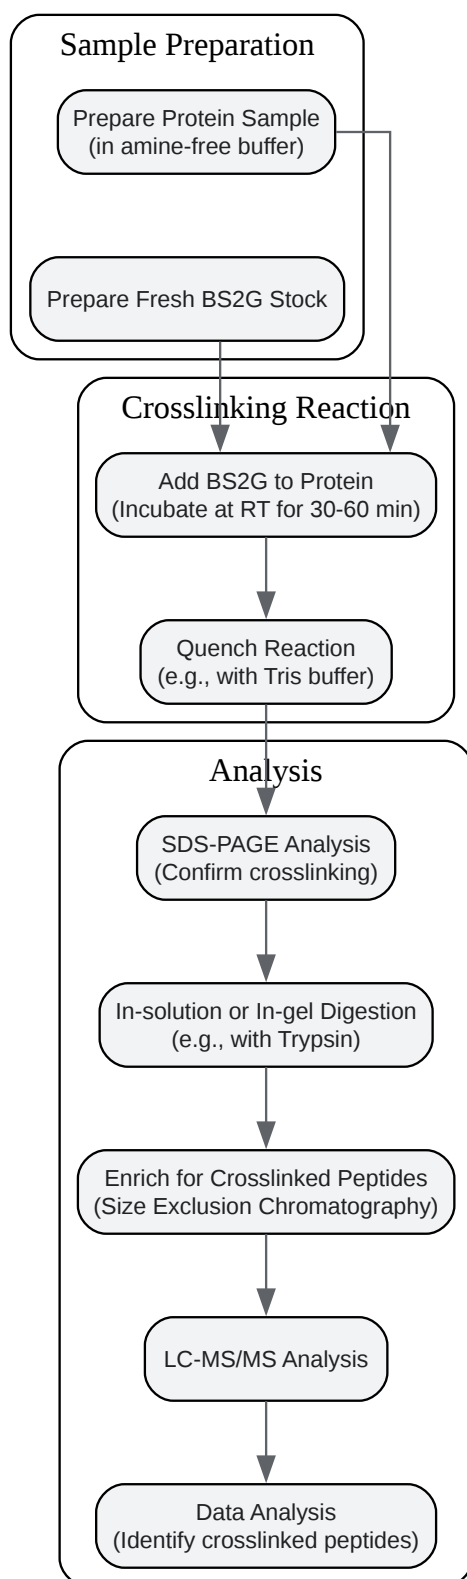 Sample Preparation
Prepare Protein Sample
(in amine-free buffer)
Prepare Fresh BS2G Stock
Crosslinking Reaction
Add BS2G to Protein
(Incubate at RT for 30-60 min)
Quench Reaction
(e.g., with Tris buffer)
Analysis
SDS-PAGE Analysis
(Confirm crosslinking)
In-solution or In-gel Digestion
(e.g., with Trypsin)
Enrich for Crosslinked Peptides
(Size Exclusion Chromatography)
LC-MS/MS Analysis
Data Analysis
(Identify crosslinked peptides)